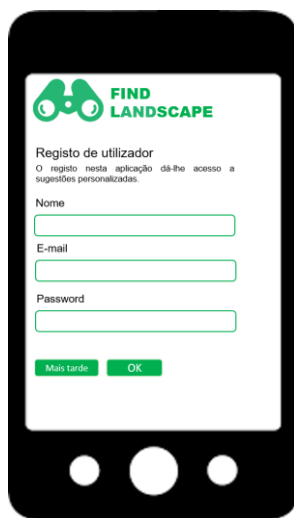 FIND
LANDSCAPE
Registo de utilizador
O registo nesta aplicação dá-lhe acesso a
sugestões personalizadas.
Nome
E-mail
Password
Mais tarde
OK